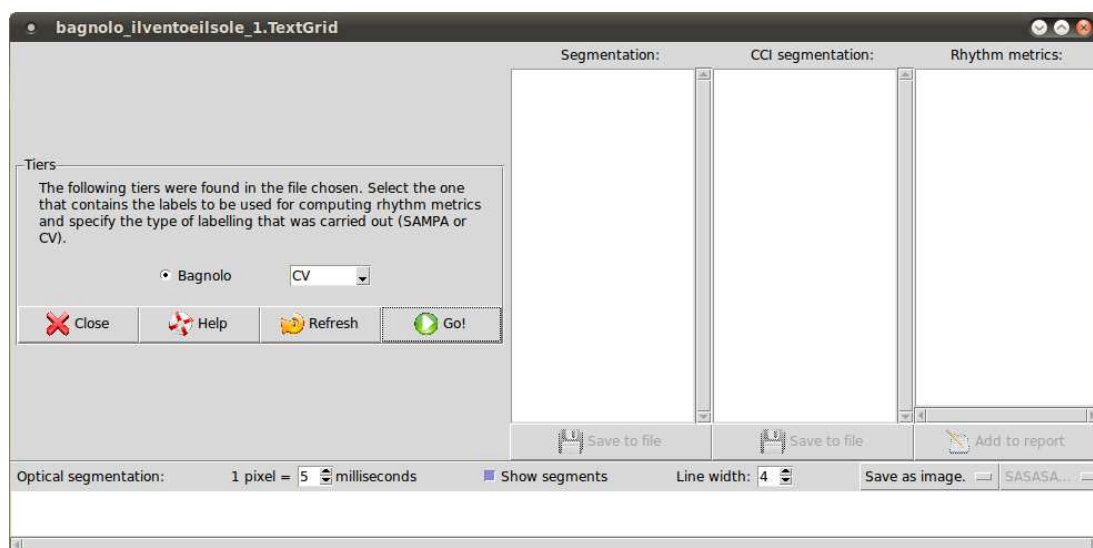 bagnolo_ilventoeilsole_1.TextGrid
Segmentation: CCI segmentation: Rhythm metrics:
Tiers
The following tiers were found in the file chosen. Select the one
that contains the labels to be used for computing rhythm metrics
and specify the type of labelling that was carried out (SAMPA or
CV).
Bagnolo CV
Close Help Refresh Go!
Save to file Save to file Add to report
Optical segmentation: 1 pixel = 5 milliseconds Show segments Line width: 4 Save as image. SASASA...